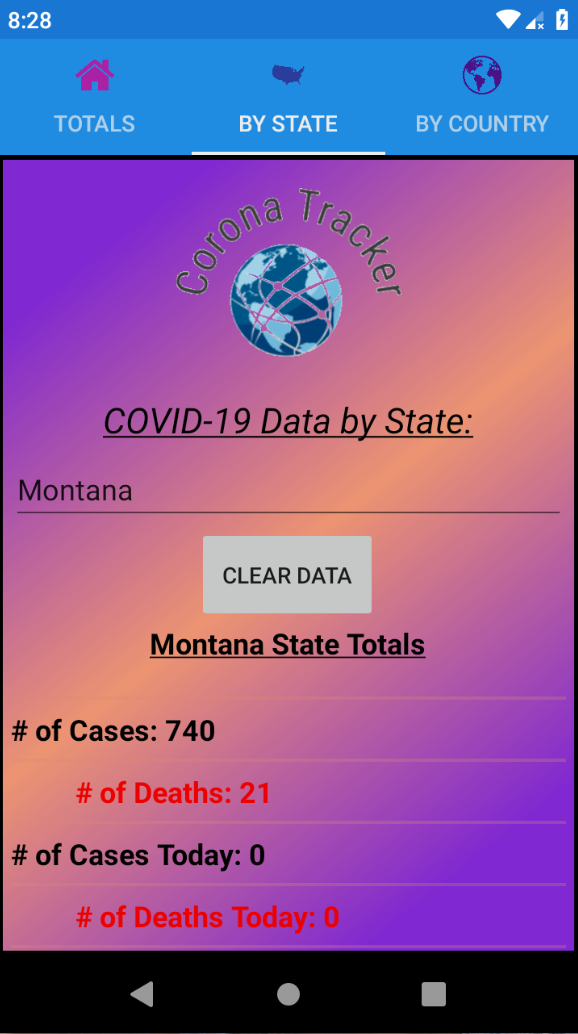 8:28
TOTALS
BY STATE
BY COUNTRY
Corona Tracker
COVID-19 Data by State:
Montana
CLEAR DATA
Montana State Totals
# of Cases: 740
# of Deaths: 21
# of Cases Today: 0
# of Deaths Today: 0